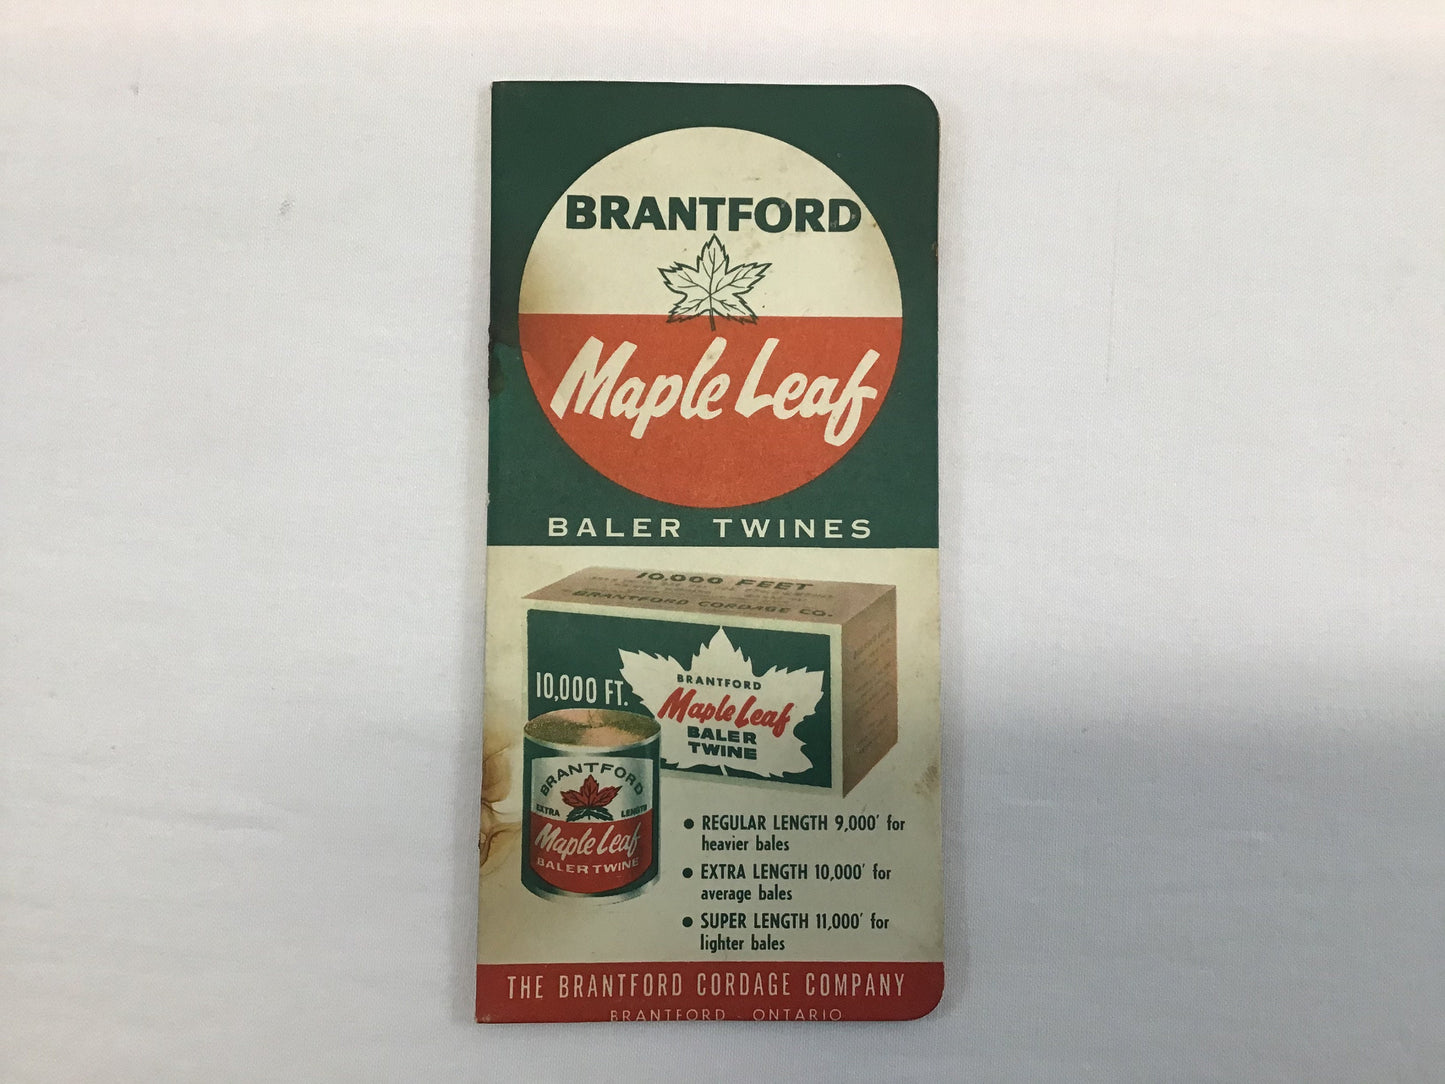 BRANTFORD
Maple Leaf
BALER TWINES
10,000 FEET
BRANTFORD CORDAGE CO.
10,000 FT.
BRANTFORD
Maple Leaf
BALER
TWINE
BRANTFORD
EXTRA LENGTH
Maple Leaf
BALER TWINE
● REGULAR LENGTH 9,000' for
heavier bales
● EXTRA LENGTH 10,000' for
average bales
● SUPER LENGTH 11,000' for
lighter bales
THE BRANTFORD CORDAGE COMPANY
BRANTFORD - ONTARIO